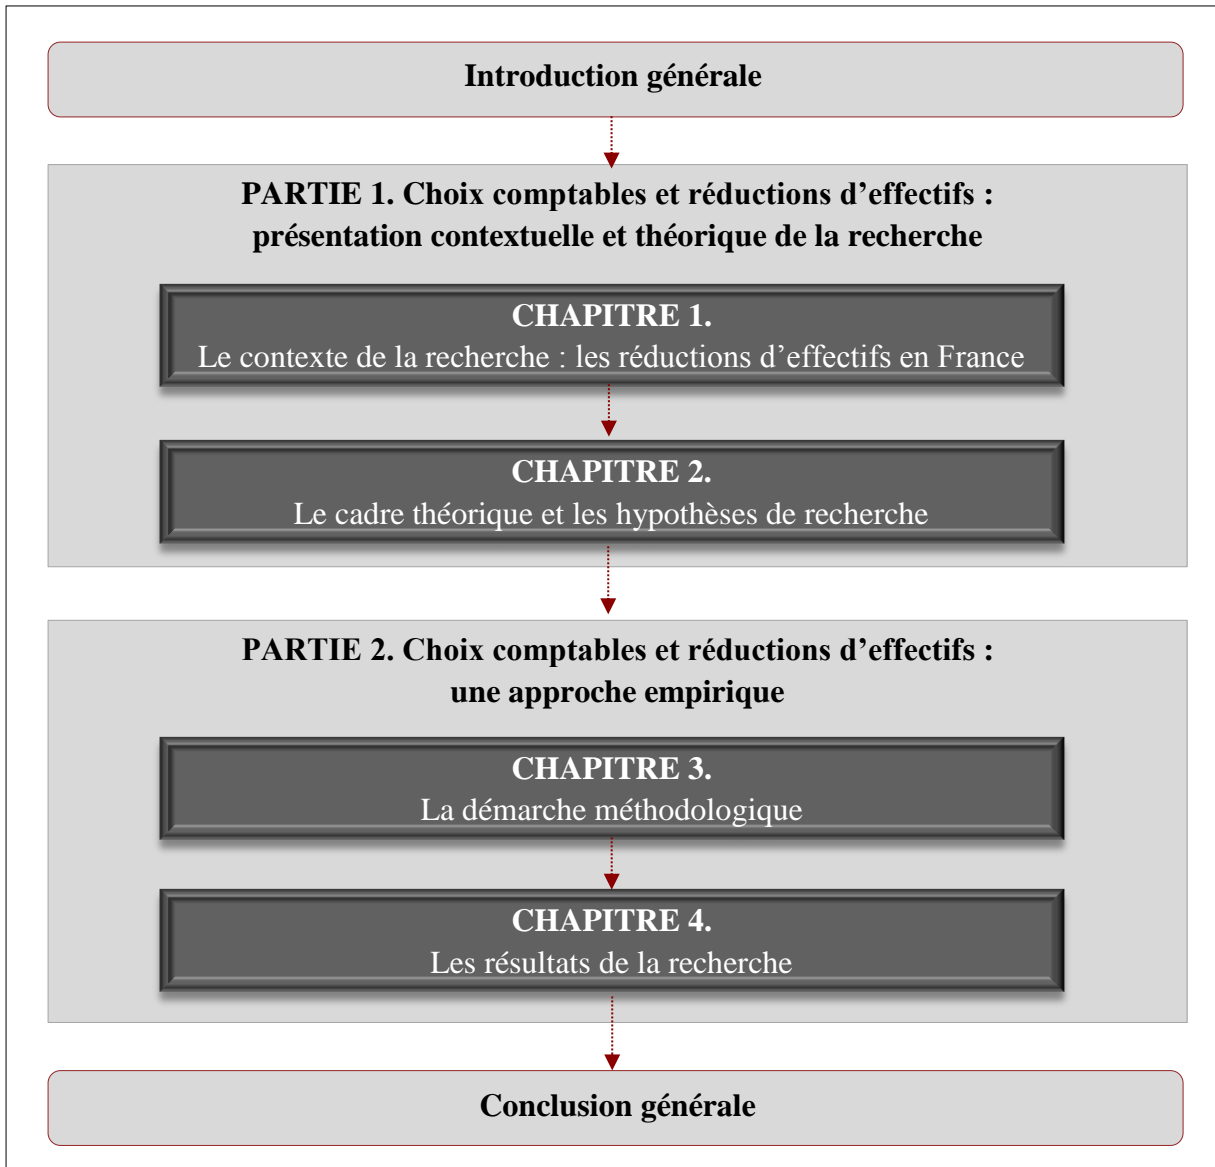 Introduction générale
PARTIE 1. Choix comptables et réductions d’effectifs :
présentation contextuelle et théorique de la recherche
CHAPITRE 1.
Le contexte de la recherche : les réductions d’effectifs en France
CHAPITRE 2.
Le cadre théorique et les hypothèses de recherche
PARTIE 2. Choix comptables et réductions d’effectifs :
une approche empirique
CHAPITRE 3.
La démarche méthodologique
CHAPITRE 4.
Les résultats de la recherche
Conclusion générale